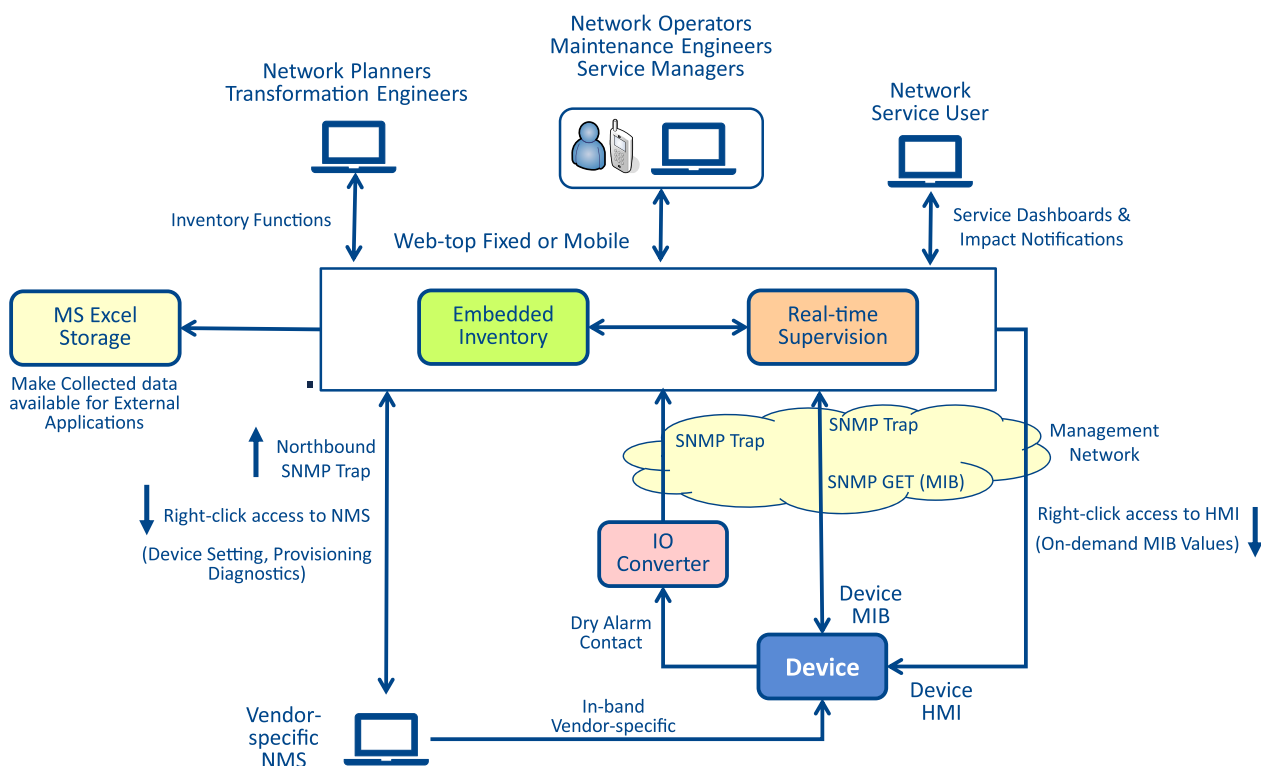 Network Operators
Maintenance Engineers
Service Managers
Network Planners
Transformation Engineers
Network
Service User
Inventory Functions
Web-top Fixed or Mobile
Service Dashboards &
Impact Notifications
MS Excel
Storage
Embedded
Inventory
Real-time
Supervision
Make Collected data
available for External
Applications
Northbound
SNMP Trap
Right-click access to NMS
(Device Setting, Provisioning
Diagnostics)
SNMP Trap
SNMP Trap
SNMP GET (MIB)
Management
Network
Right-click access to HMI
(On-demand MIB Values)
IO
Converter
Dry Alarm
Contact
Device
MIB
Device
Device
HMI
In-band
Vendor-specific
Vendor-
specific
NMS